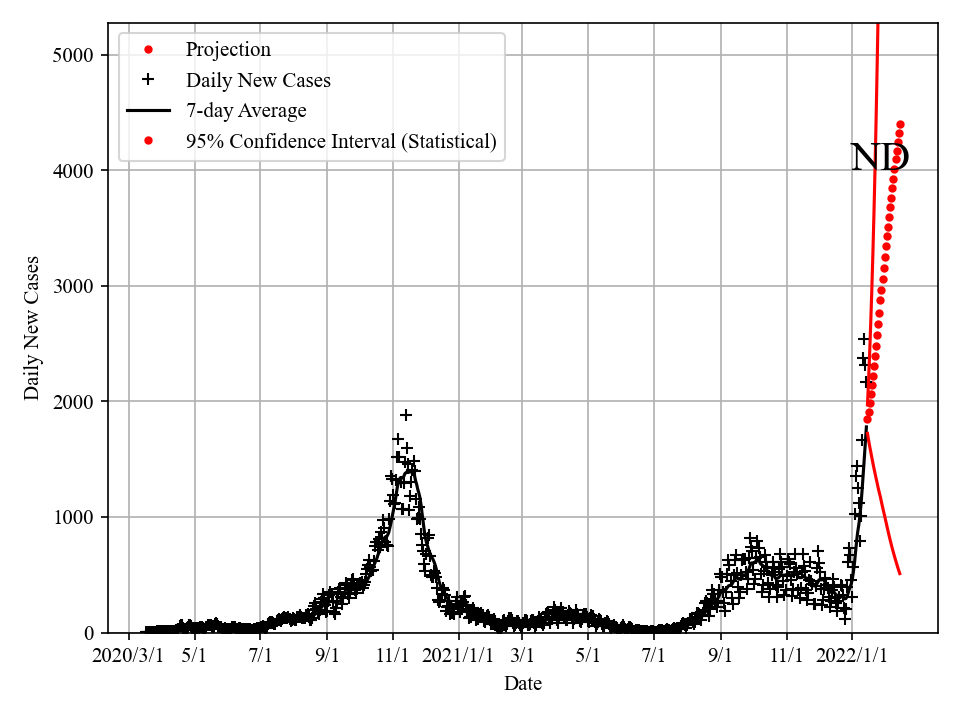 5000
4000
3000
2000
1000
0
Daily New Cases
Projection
Daily New Cases
7-day Average
95% Confidence Interval (Statistical)
ND
2020/3/1 5/1 7/1 9/1 11/1 2021/1/1 3/1 5/1 7/1 9/1 11/1 2022/1/1
Date